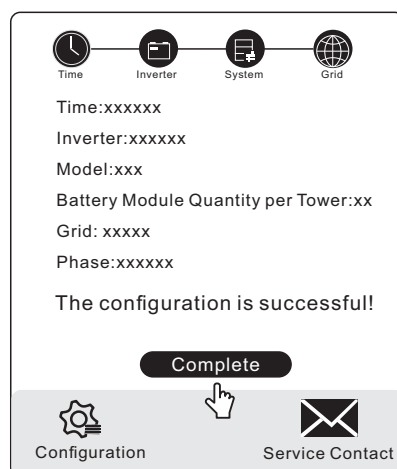 Time Inverter System Grid
Time:xxxxxx
Inverter:xxxxxx
Model:xxx
Battery Module Quantity per Tower:xx
Grid: xxxxx
Phase:xxxxxx
The configuration is successful!
Complete
Configuration Service Contact